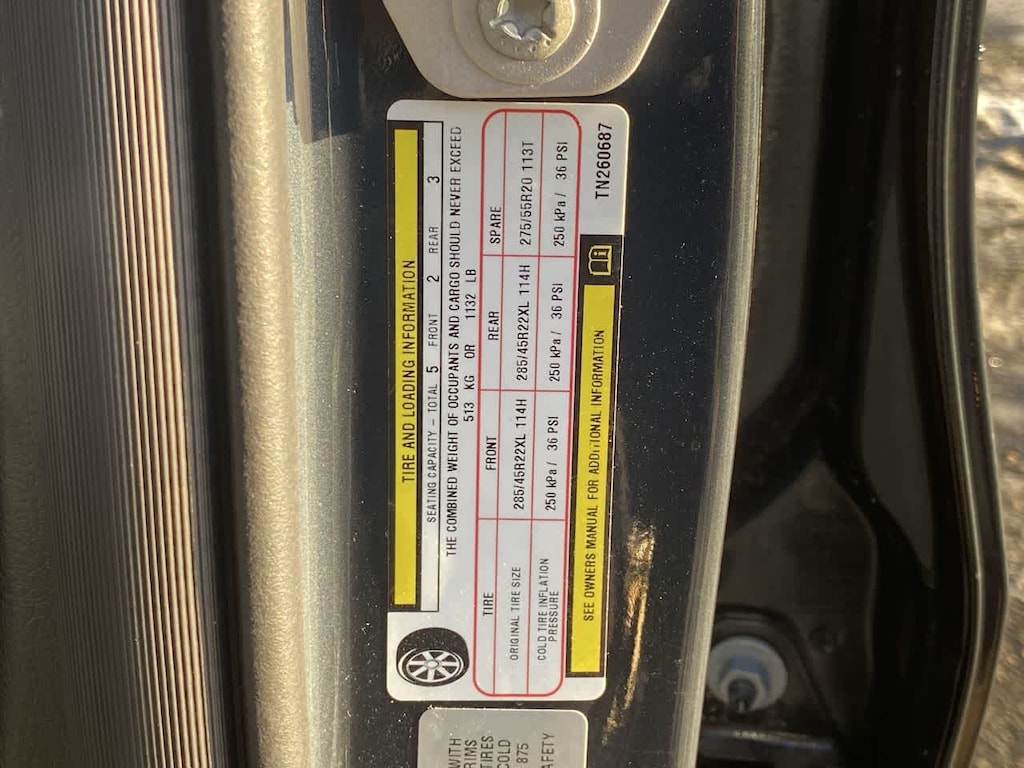 TIRE AND LOADING INFORMATION
SEATING CAPACITY - TOTAL 5 FRONT 2 REAR 3
THE COMBINED WEIGHT OF OCCUPANTS AND CARGO SHOULD NEVER EXCEED
513 KG OR 1132 LB
TIRE FRONT REAR SPARE
ORIGINAL TIRE SIZE 285/45R22XL 114H 285/45R22XL 114H 275/55R20 113T
COLD TIRE INFLATION PRESSURE 250 kPa / 36 PSI 250 kPa / 36 PSI 250 kPa / 36 PSI
SEE OWNERS MANUAL FOR ADDITIONAL INFORMATION
TN260687
WITH
RIMS
TIRES
COLD
875
AFETY